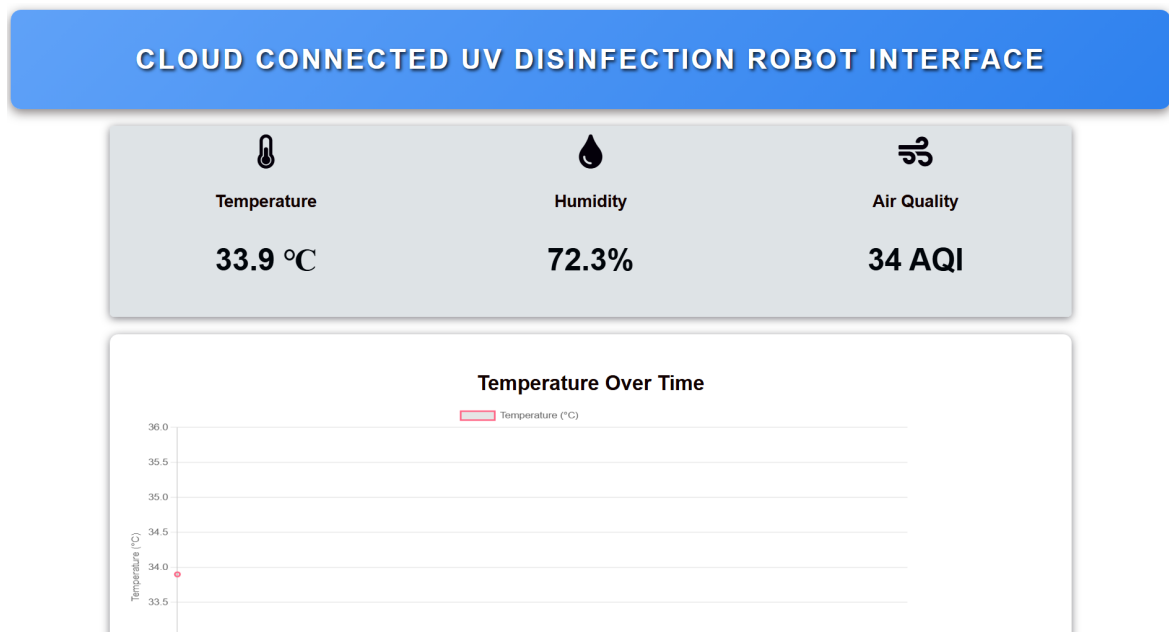 CLOUD CONNECTED UV DISINFECTION ROBOT INTERFACE
Temperature
Humidity
Air Quality
33.9 °C
72.3%
34 AQI
Temperature Over Time
Temperature (°C)
36.0
35.5
35.0
34.5
34.0
33.5
Temperature (°C)